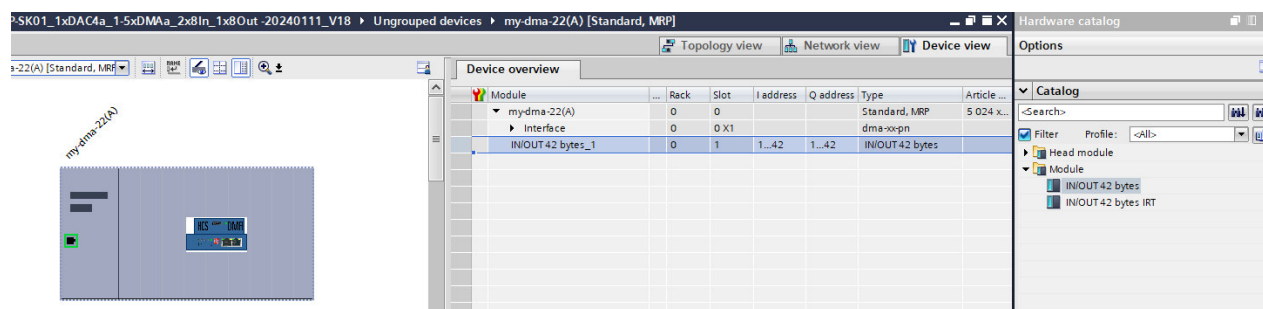 P-SK01_1xDAC4a_1-5xDMAa_2x8In_1x8Out -20240111_V18 ▸ Ungrouped devices ▸ my-dma-22(A) [Standard, MRP]
Hardware catalog
Topology view
Network view
Device view
Options
a-22(A) [Standard, MRP
Device overview
Module ... Rack Slot I address Q address Type Article ...
my-dma-22(A) 0 0 Standard, MRP 5 024 x...
Interface 0 0 X1 dma-xx-pn
IN/OUT 42 bytes_1 0 1 1...42 1...42 IN/OUT 42 bytes
my-dma-22(A)
HCS DMA
Catalog
<Search>
Filter Profile: <All>
Head module
Module
IN/OUT 42 bytes
IN/OUT 42 bytes IRT